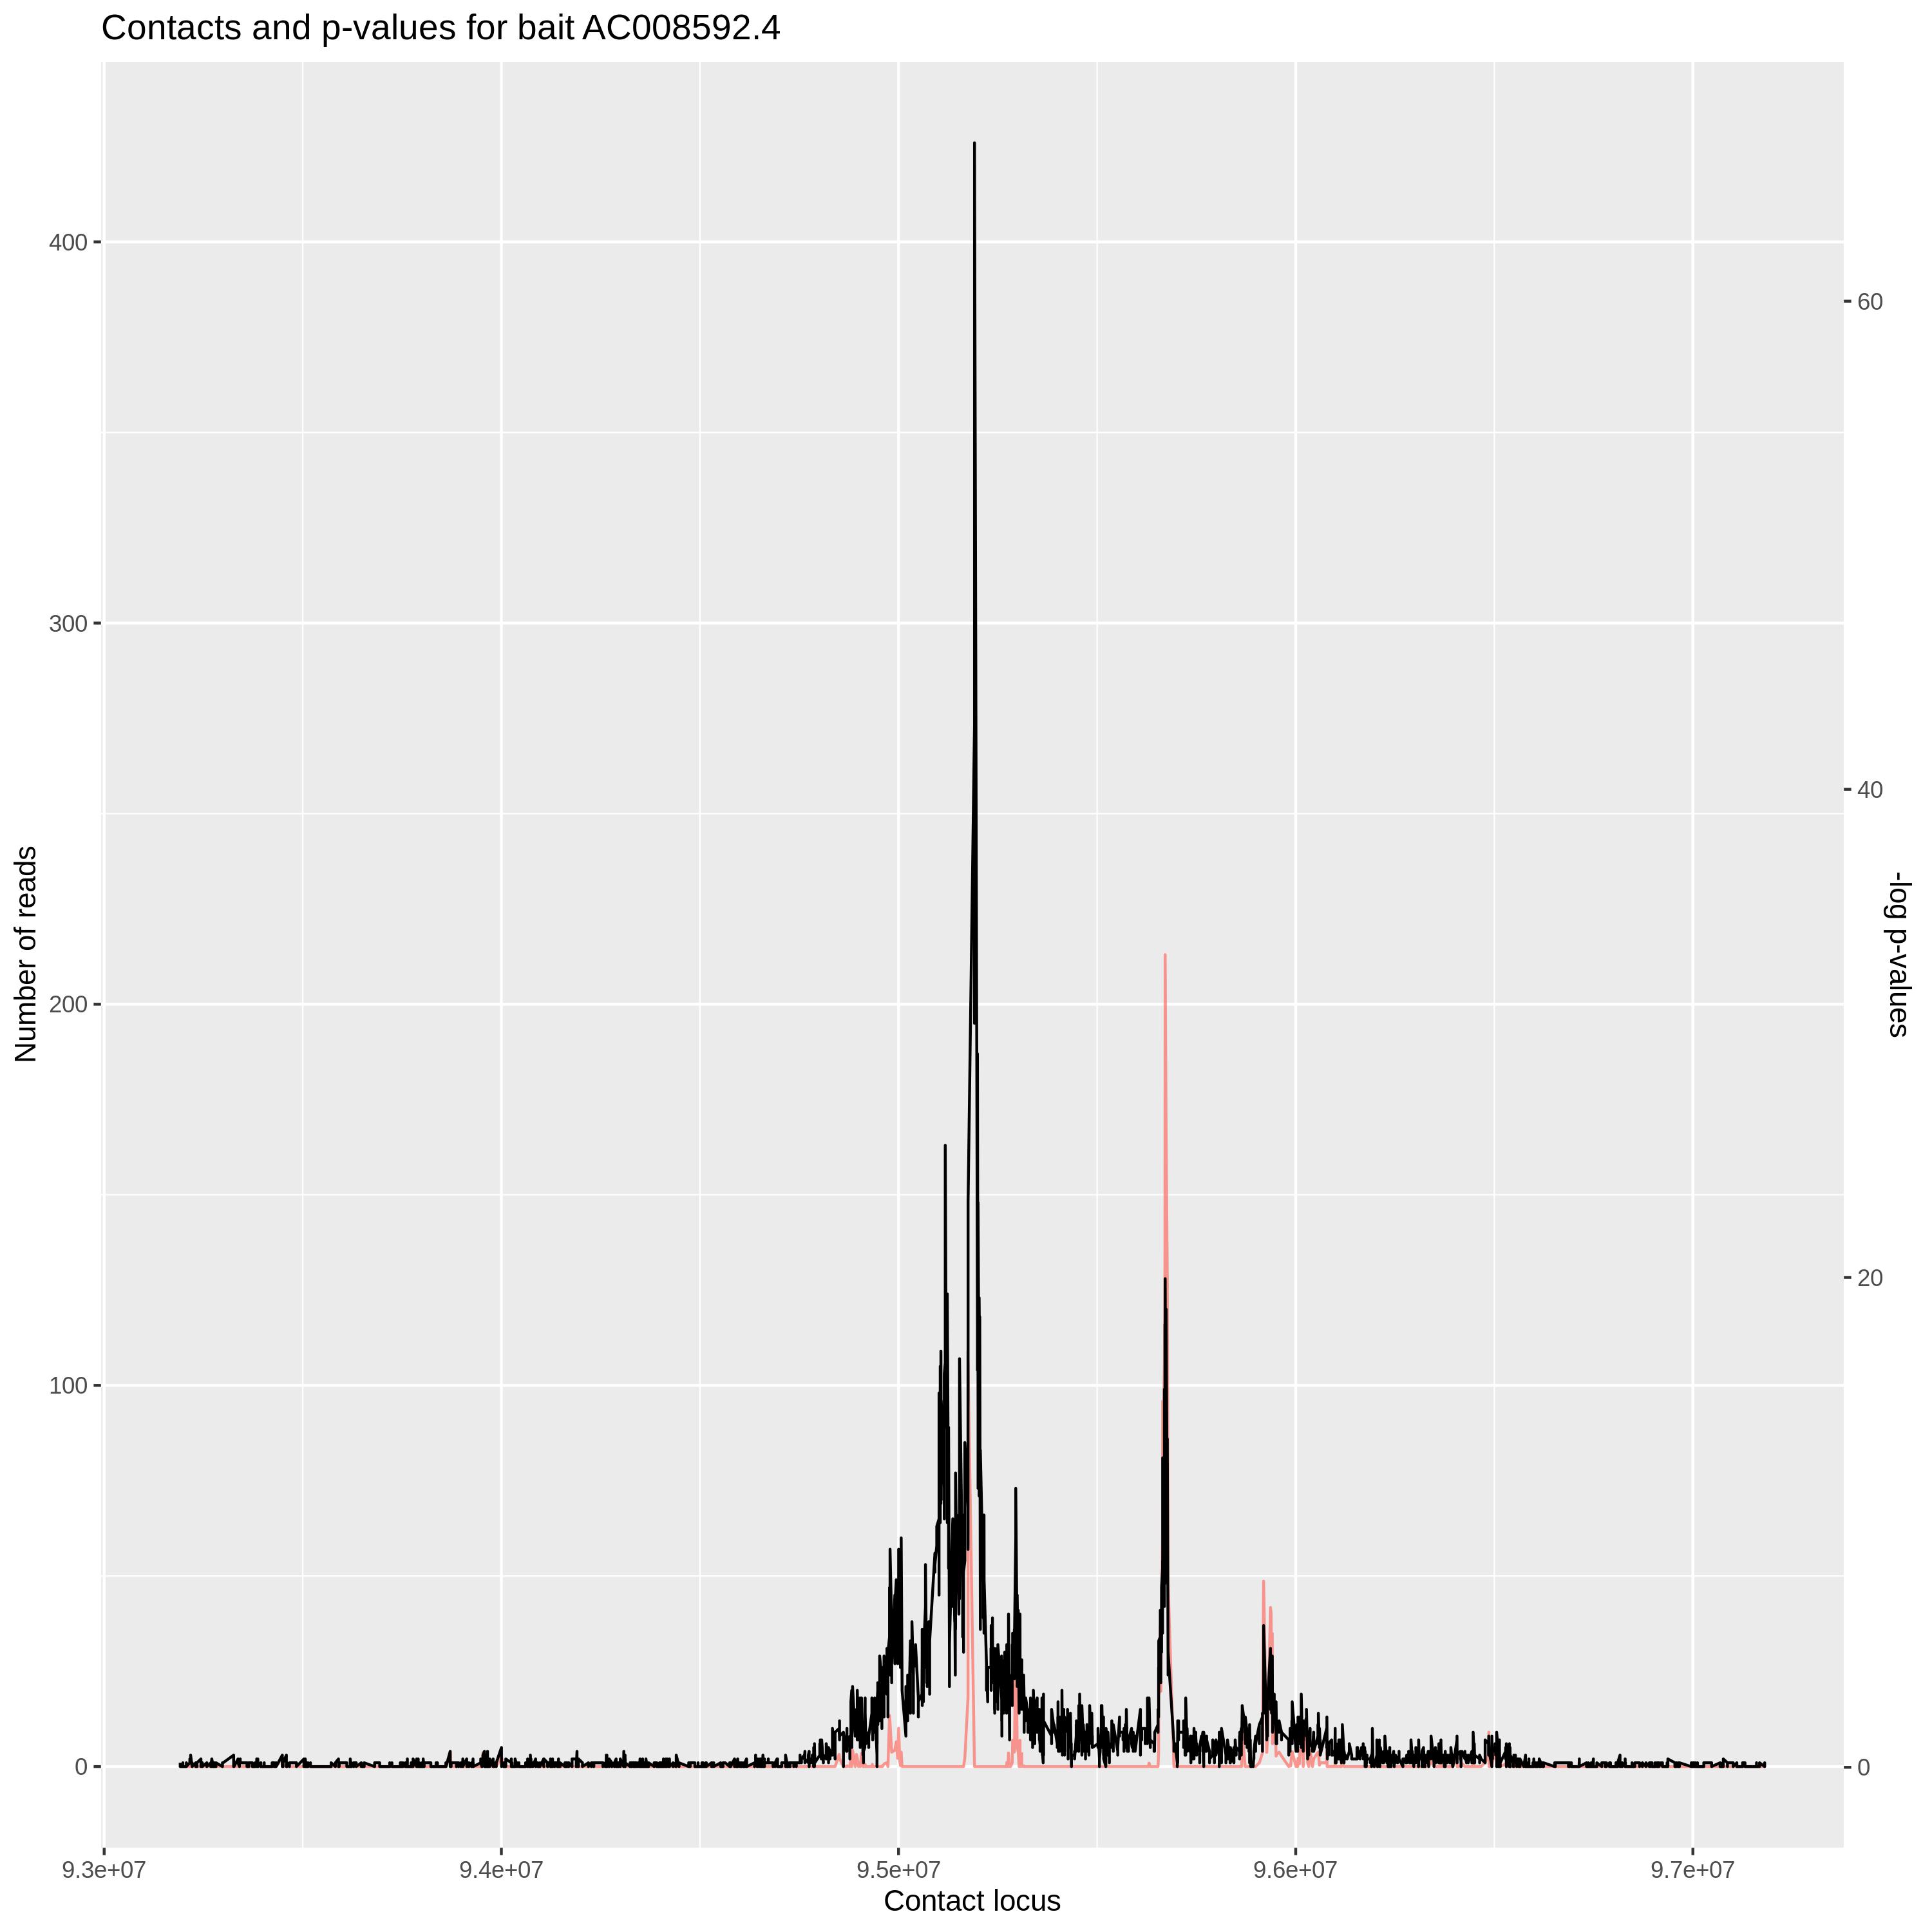 Contacts and p-values for bait AC008592.4
Number of reads
400
300
200
100
0
60
40
20
0
-log p-values
9.3e+07
9.4e+07
9.5e+07
9.6e+07
9.7e+07
Contact locus